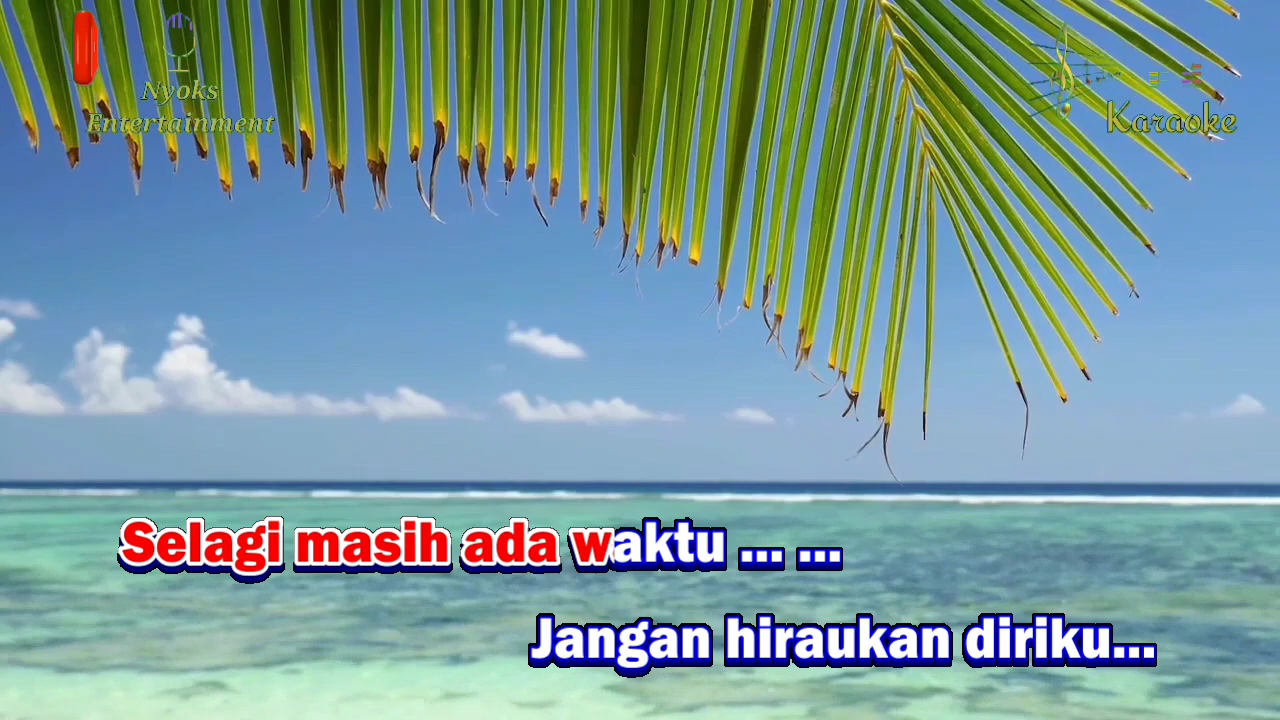 Nyoks
Entertainment
Karaoke
Selagi masih ada waktu ... ...
Jangan hiraukan diriku...